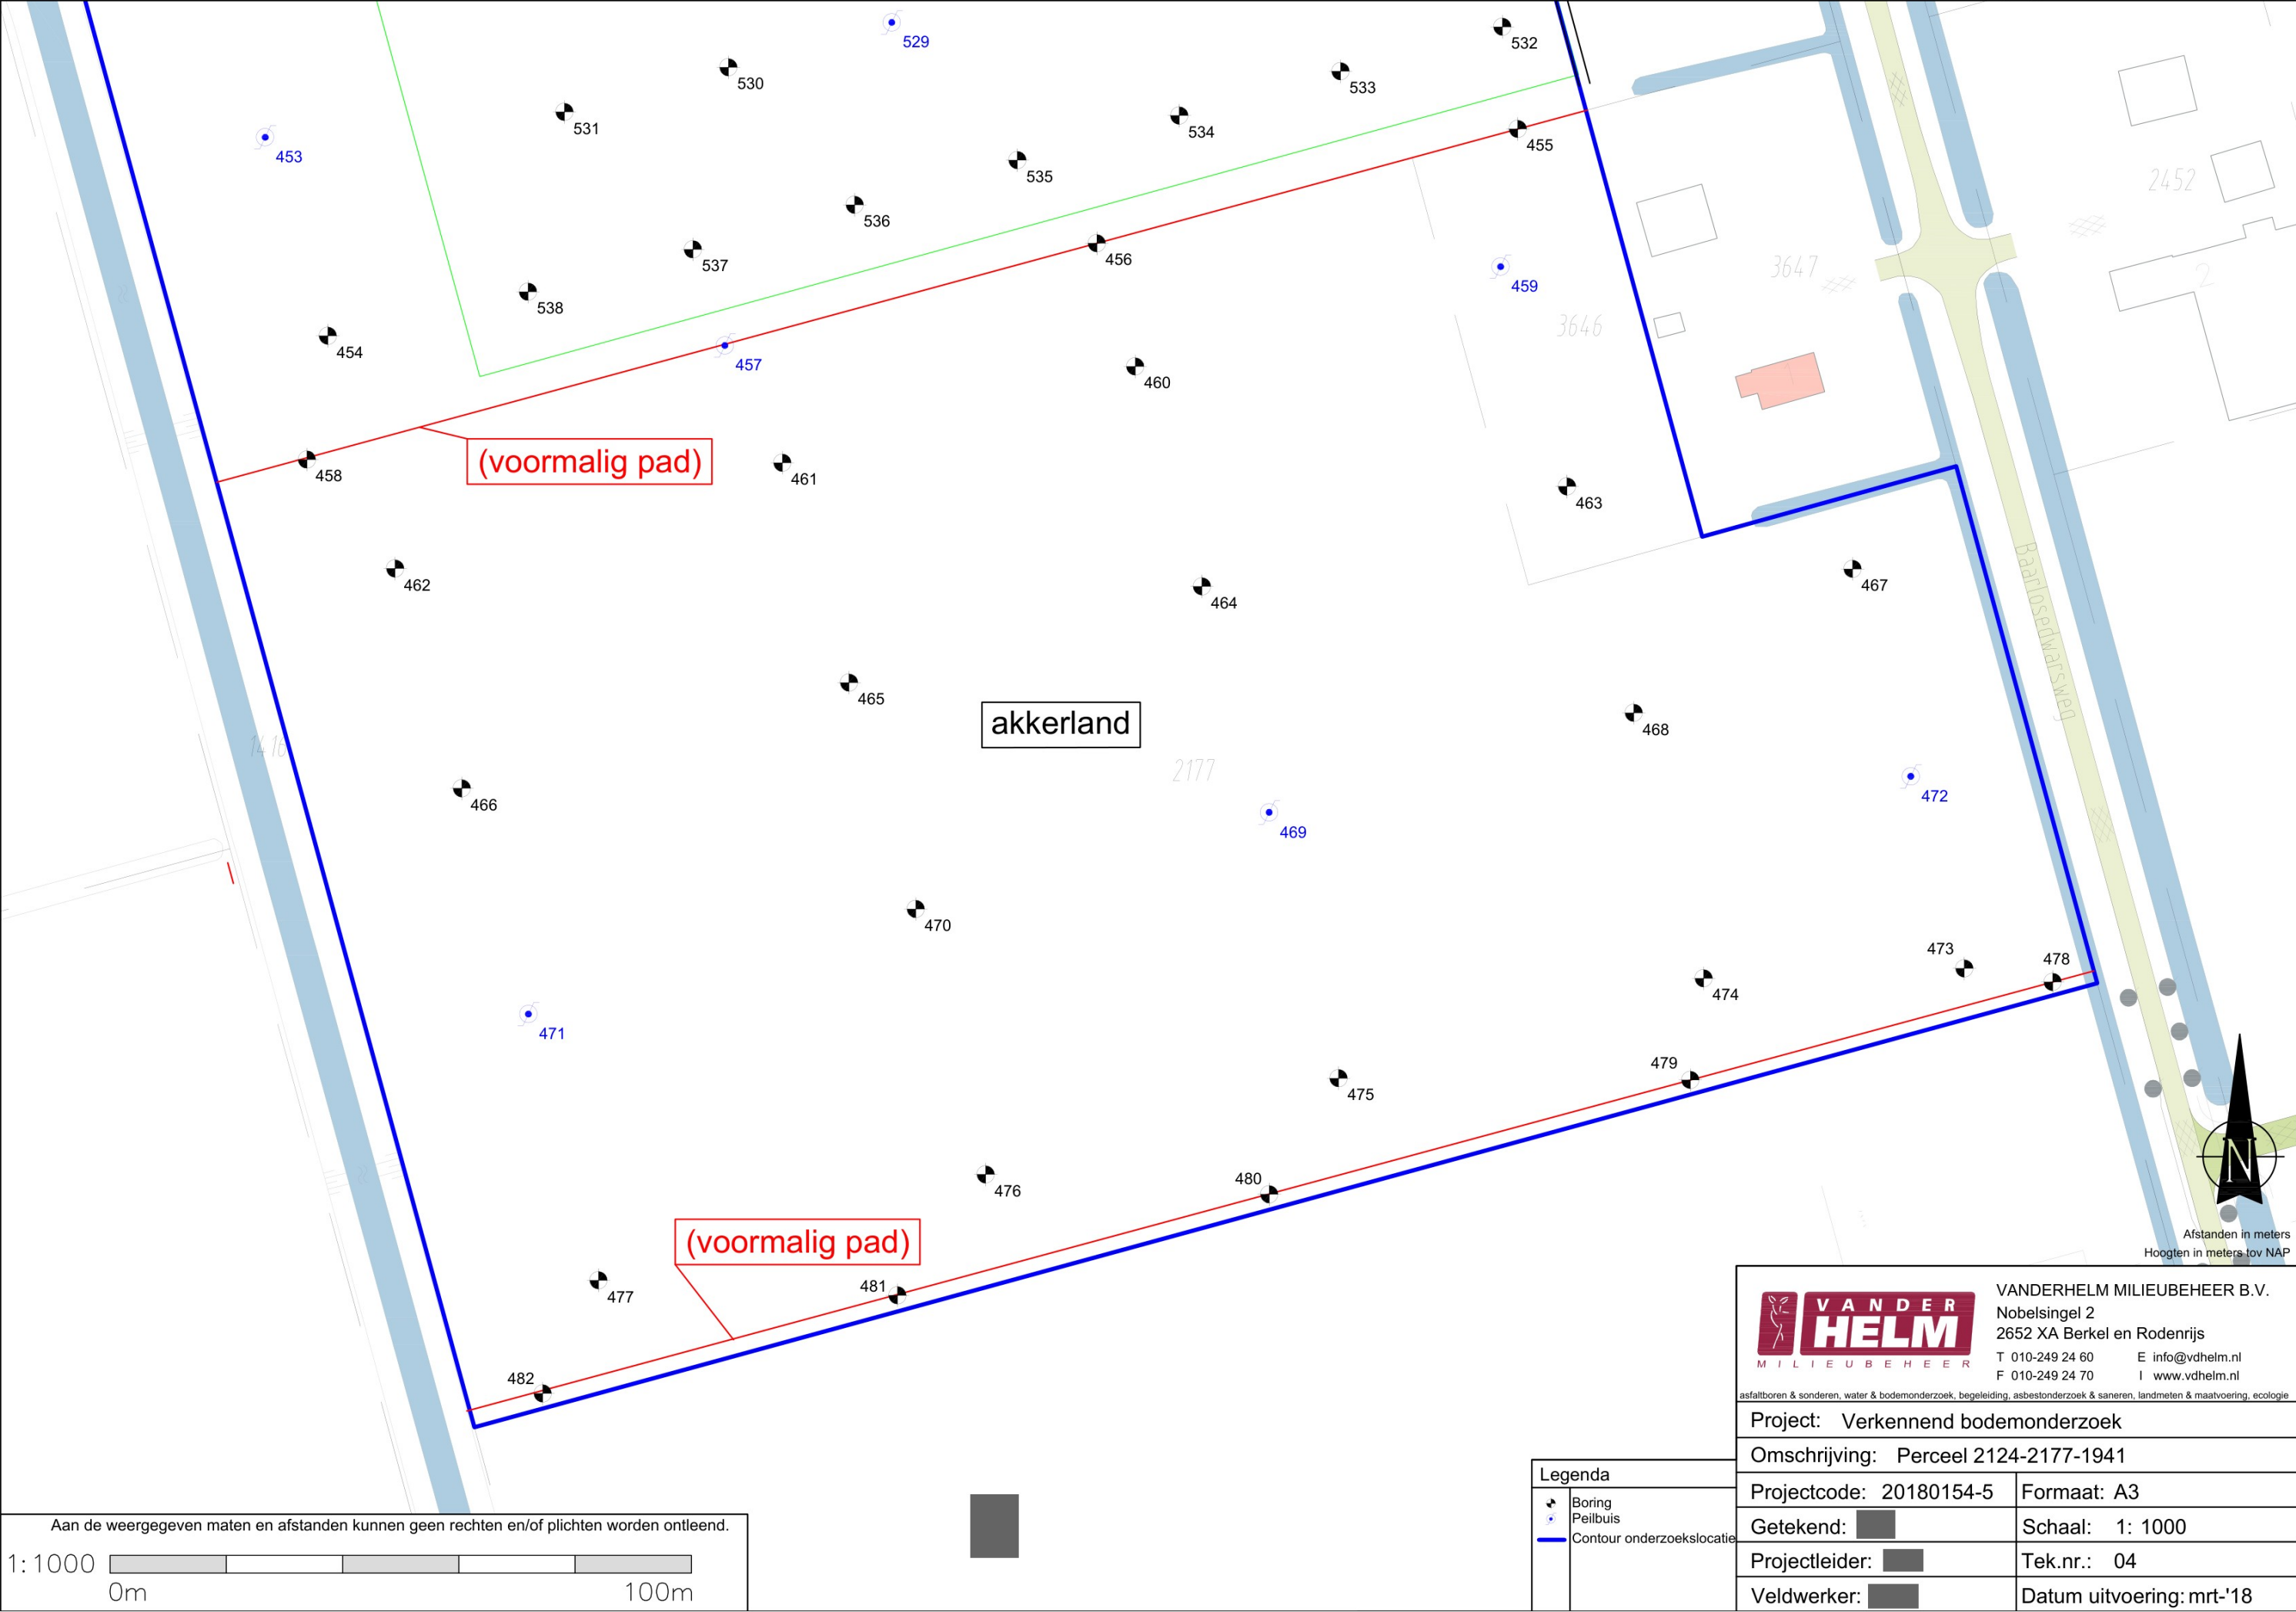 529
532
530
533
531
534
453
455
535
2452
536
456
537
459
3647
2
538
3646
454
457
460
(voormalig pad)
458
461
463
462
464
467
Baarlosedwarsweg
465
akkerland
468
1416
2177
466
472
469
470
473
478
474
471
479
475
480
476
(voormalig pad)
481
477
482
N
Afstanden in meters
Hoogten in meters tov NAP
VANDER
HELM
MILIEUBEHEER
VANDERHELM MILIEUBEHEER B.V.
Nobelsingel 2
2652 XA Berkel en Rodenrijs
T 010-249 24 60 E info@vdhelm.nl
F 010-249 24 70 I www.vdhelm.nl
asfaltboren & sonderen, water & bodemonderzoek, begeleiding, asbestonderzoek & saneren, landmeten & maatvoering, ecologie
Project: Verkennend bodemonderzoek
Omschrijving: Perceel 2124-2177-1941
Projectcode: 20180154-5 Formaat: A3
Getekend: Schaal: 1: 1000
Projectleider: Tek.nr.: 04
Veldwerker: Datum uitvoering: mrt-'18
Legenda
Boring
Peilbuis
Contour onderzoekslocatie
Aan de weergegeven maten en afstanden kunnen geen rechten en/of plichten worden ontleend.
1:1000
0m 100m